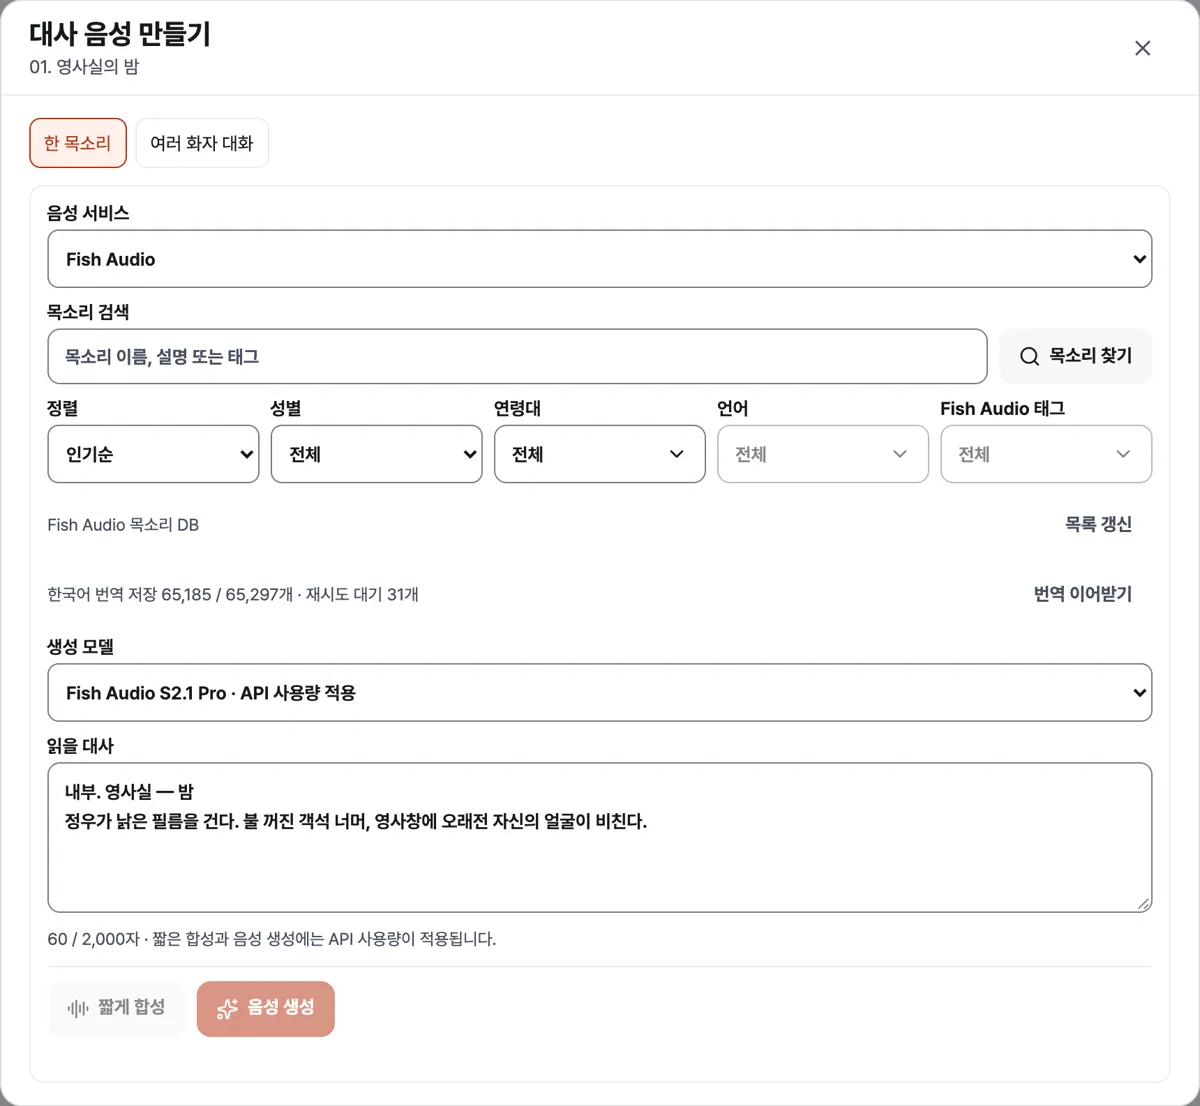 대사 음성 만들기
01. 영사실의 밤
한 목소리
여러 화자 대화
음성 서비스
Fish Audio
목소리 검색
목소리 이름, 설명 또는 태그
목소리 찾기
정렬
성별
연령대
언어
Fish Audio 태그
인기순
전체
전체
전체
전체
Fish Audio 목소리 DB
목록 갱신
한국어 번역 저장 65,185 / 65,297개 · 재시도 대기 31개
번역 이어받기
생성 모델
Fish Audio S2.1 Pro · API 사용량 적용
읽을 대사
내부. 영사실 — 밤
정우가 낡은 필름을 건다. 불 꺼진 객석 너머, 영사창에 오래전 자신의 얼굴이 비친다.
60 / 2,000자 · 짧은 합성과 음성 생성에는 API 사용량이 적용됩니다.
짧게 합성
음성 생성